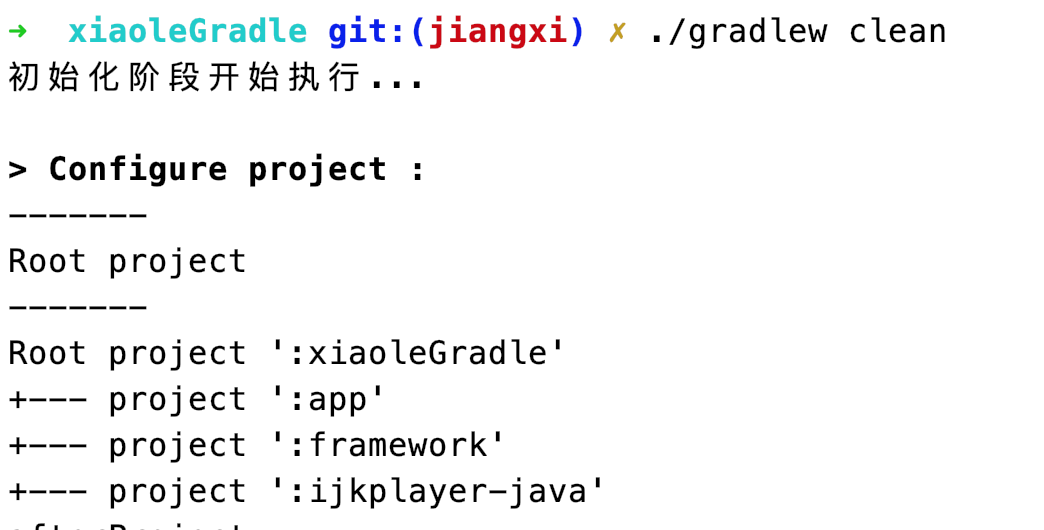 ➜  xiaoleGradle git:(jiangxi) ✗ ./gradlew clean
初始化阶段开始执行...
> Configure project :
-------
Root project
-------
Root project ':xiaoleGradle'
+--- project ':app'
+--- project ':framework'
+--- project ':ijkplayer-java'